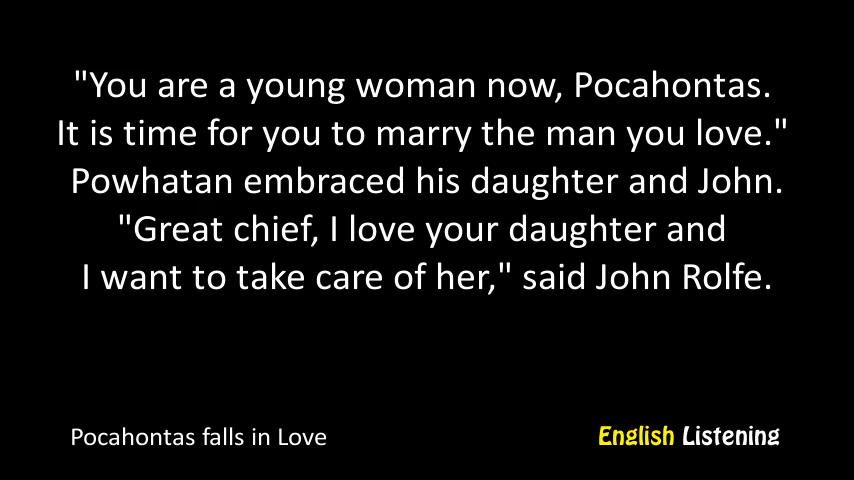 "You are a young woman now, Pocahontas.
It is time for you to marry the man you love."
Powhatan embraced his daughter and John.
"Great chief, I love your daughter and
I want to take care of her," said John Rolfe.
Pocahontas falls in Love
English Listening